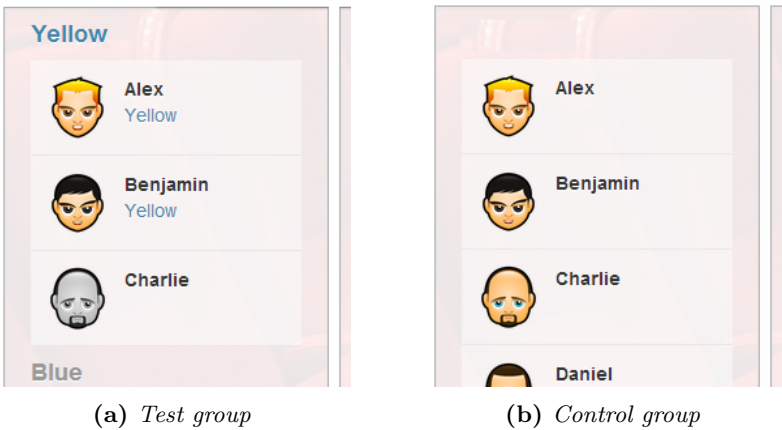 Yellow
Alex
Yellow
Benjamin
Yellow
Charlie
Blue
(a) Test group
Alex
Benjamin
Charlie
Daniel
(b) Control group